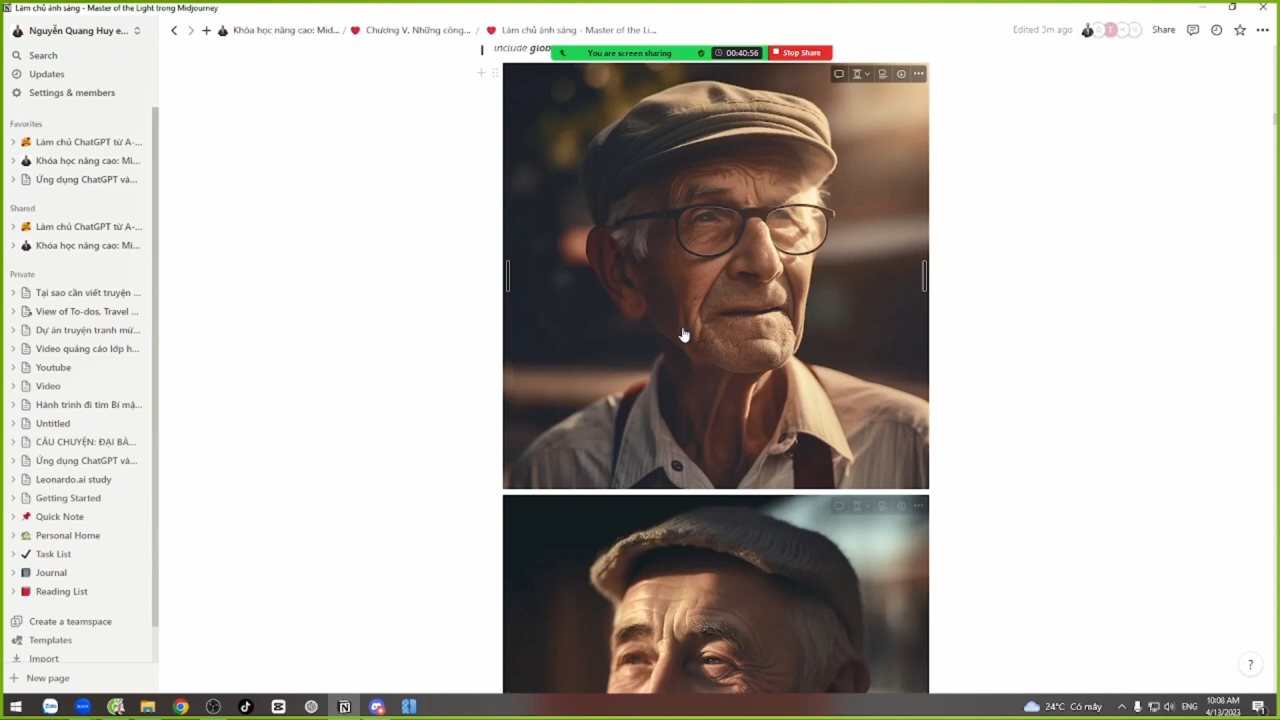 Làm chủ ánh sáng - Master of the Light trong Midjourney
Nguyễn Quang Huy e...
Khóa học nâng cao: Mid... / Chương V. Những công... / Làm chủ ánh sáng - Master of the Li...
Edited 3m ago
Share
include glob
You are screen sharing
00:40:56
Stop Share
Search
Updates
Settings & members
Favorites
Làm chủ ChatGPT từ A-...
Khóa học nâng cao: Mi...
Ứng dụng ChatGPT và...
Shared
Làm chủ ChatGPT từ A-...
Khóa học nâng cao: Mi...
Private
Tại sao cần viết truyện ...
View of To-dos, Travel ...
Dự án truyện tranh mù...
Video quảng cáo lớp h...
Youtube
Video
Hành trình đi tìm Bí mậ...
Untitled
CÂU CHUYỆN: ĐẠI BÀ...
Ứng dụng ChatGPT và...
Leonardo.ai study
Getting Started
Quick Note
Personal Home
Task List
Journal
Reading List
Create a teamspace
Templates
Import
New page
?
24°C Có mây
ENG
10:08 AM
4/13/2023